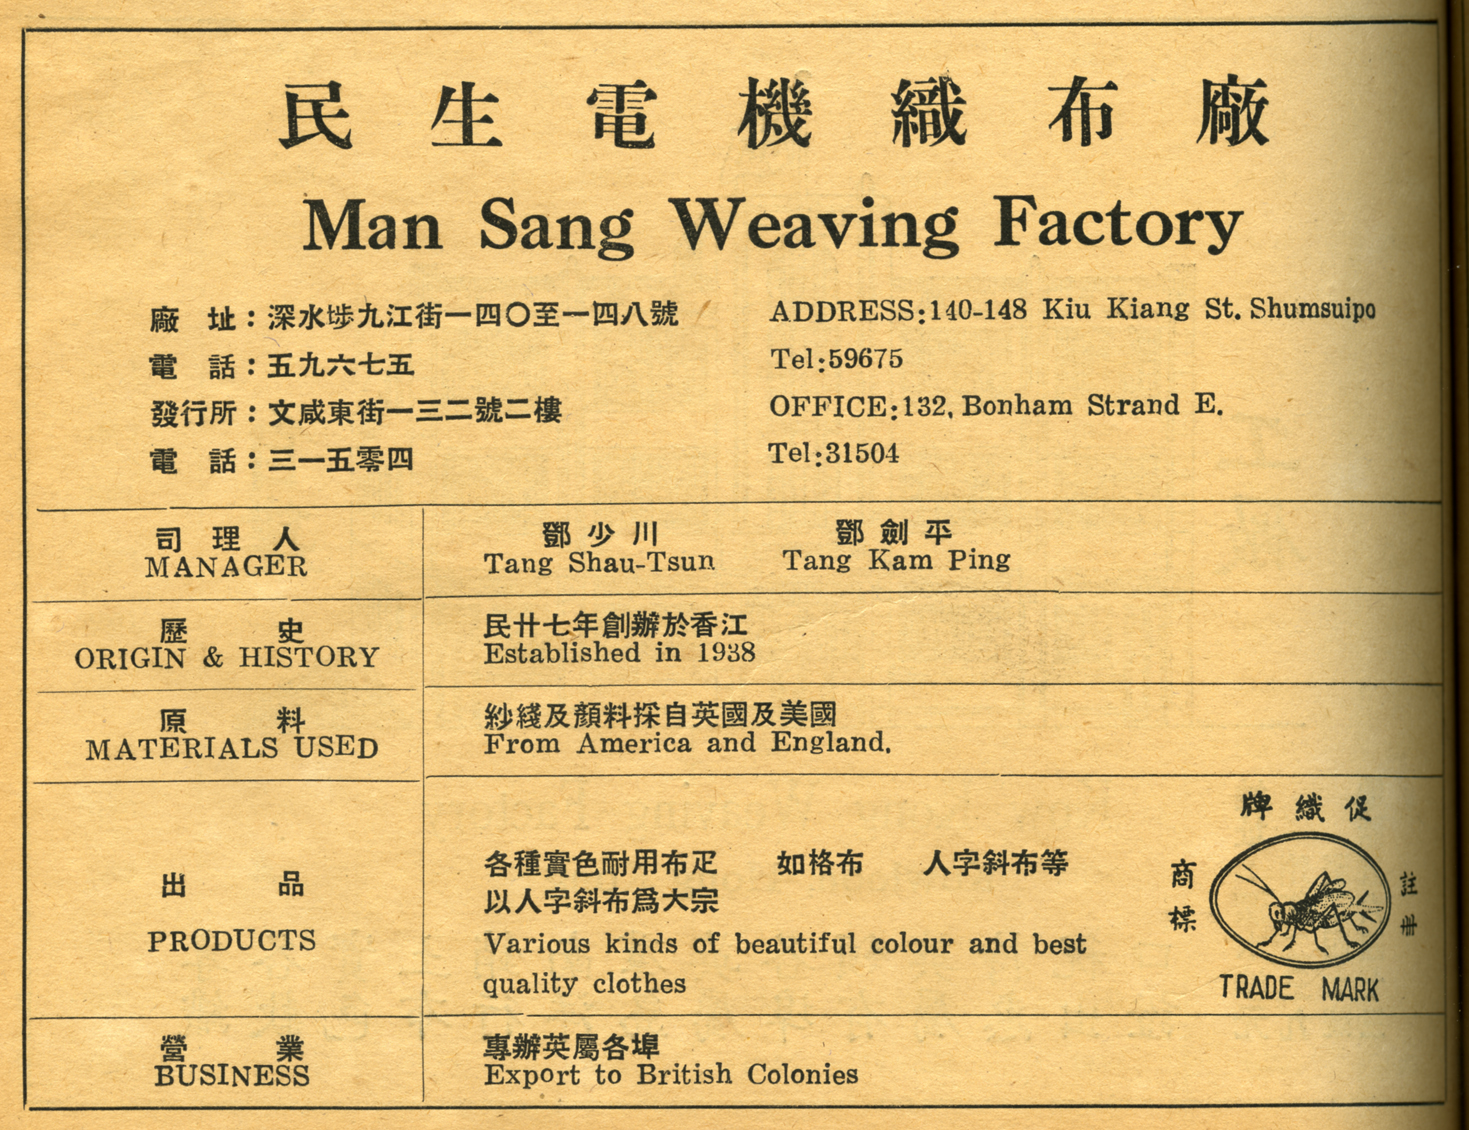 民生電機織布廠
Man Sang Weaving Factory
廠址：深水埗九江街一四〇至一四八號
ADDRESS:140-148 Kiu Kiang St. Shumsuipo
電話：五九六七五
Tel:59675
發行所：文咸東街一三二號二樓
OFFICE:132, Bonham Strand E.
電話：三一五零四
Tel:31504
司理人
MANAGER
鄧少川 鄧劍平
Tang Shau-Tsun Tang Kam Ping
歷史
ORIGIN & HISTORY
民廿七年創辦於香江
Established in 1938
原料
MATERIALS USED
紗綫及顏料採自英國及美國
From America and England.
出品
PRODUCTS
各種實色耐用布疋 如格布 人字斜布等
以人字斜布爲大宗
Various kinds of beautiful colour and best
quality clothes
牌織促
商標
註冊
TRADE MARK
營業
BUSINESS
專辦英屬各埠
Export to British Colonies